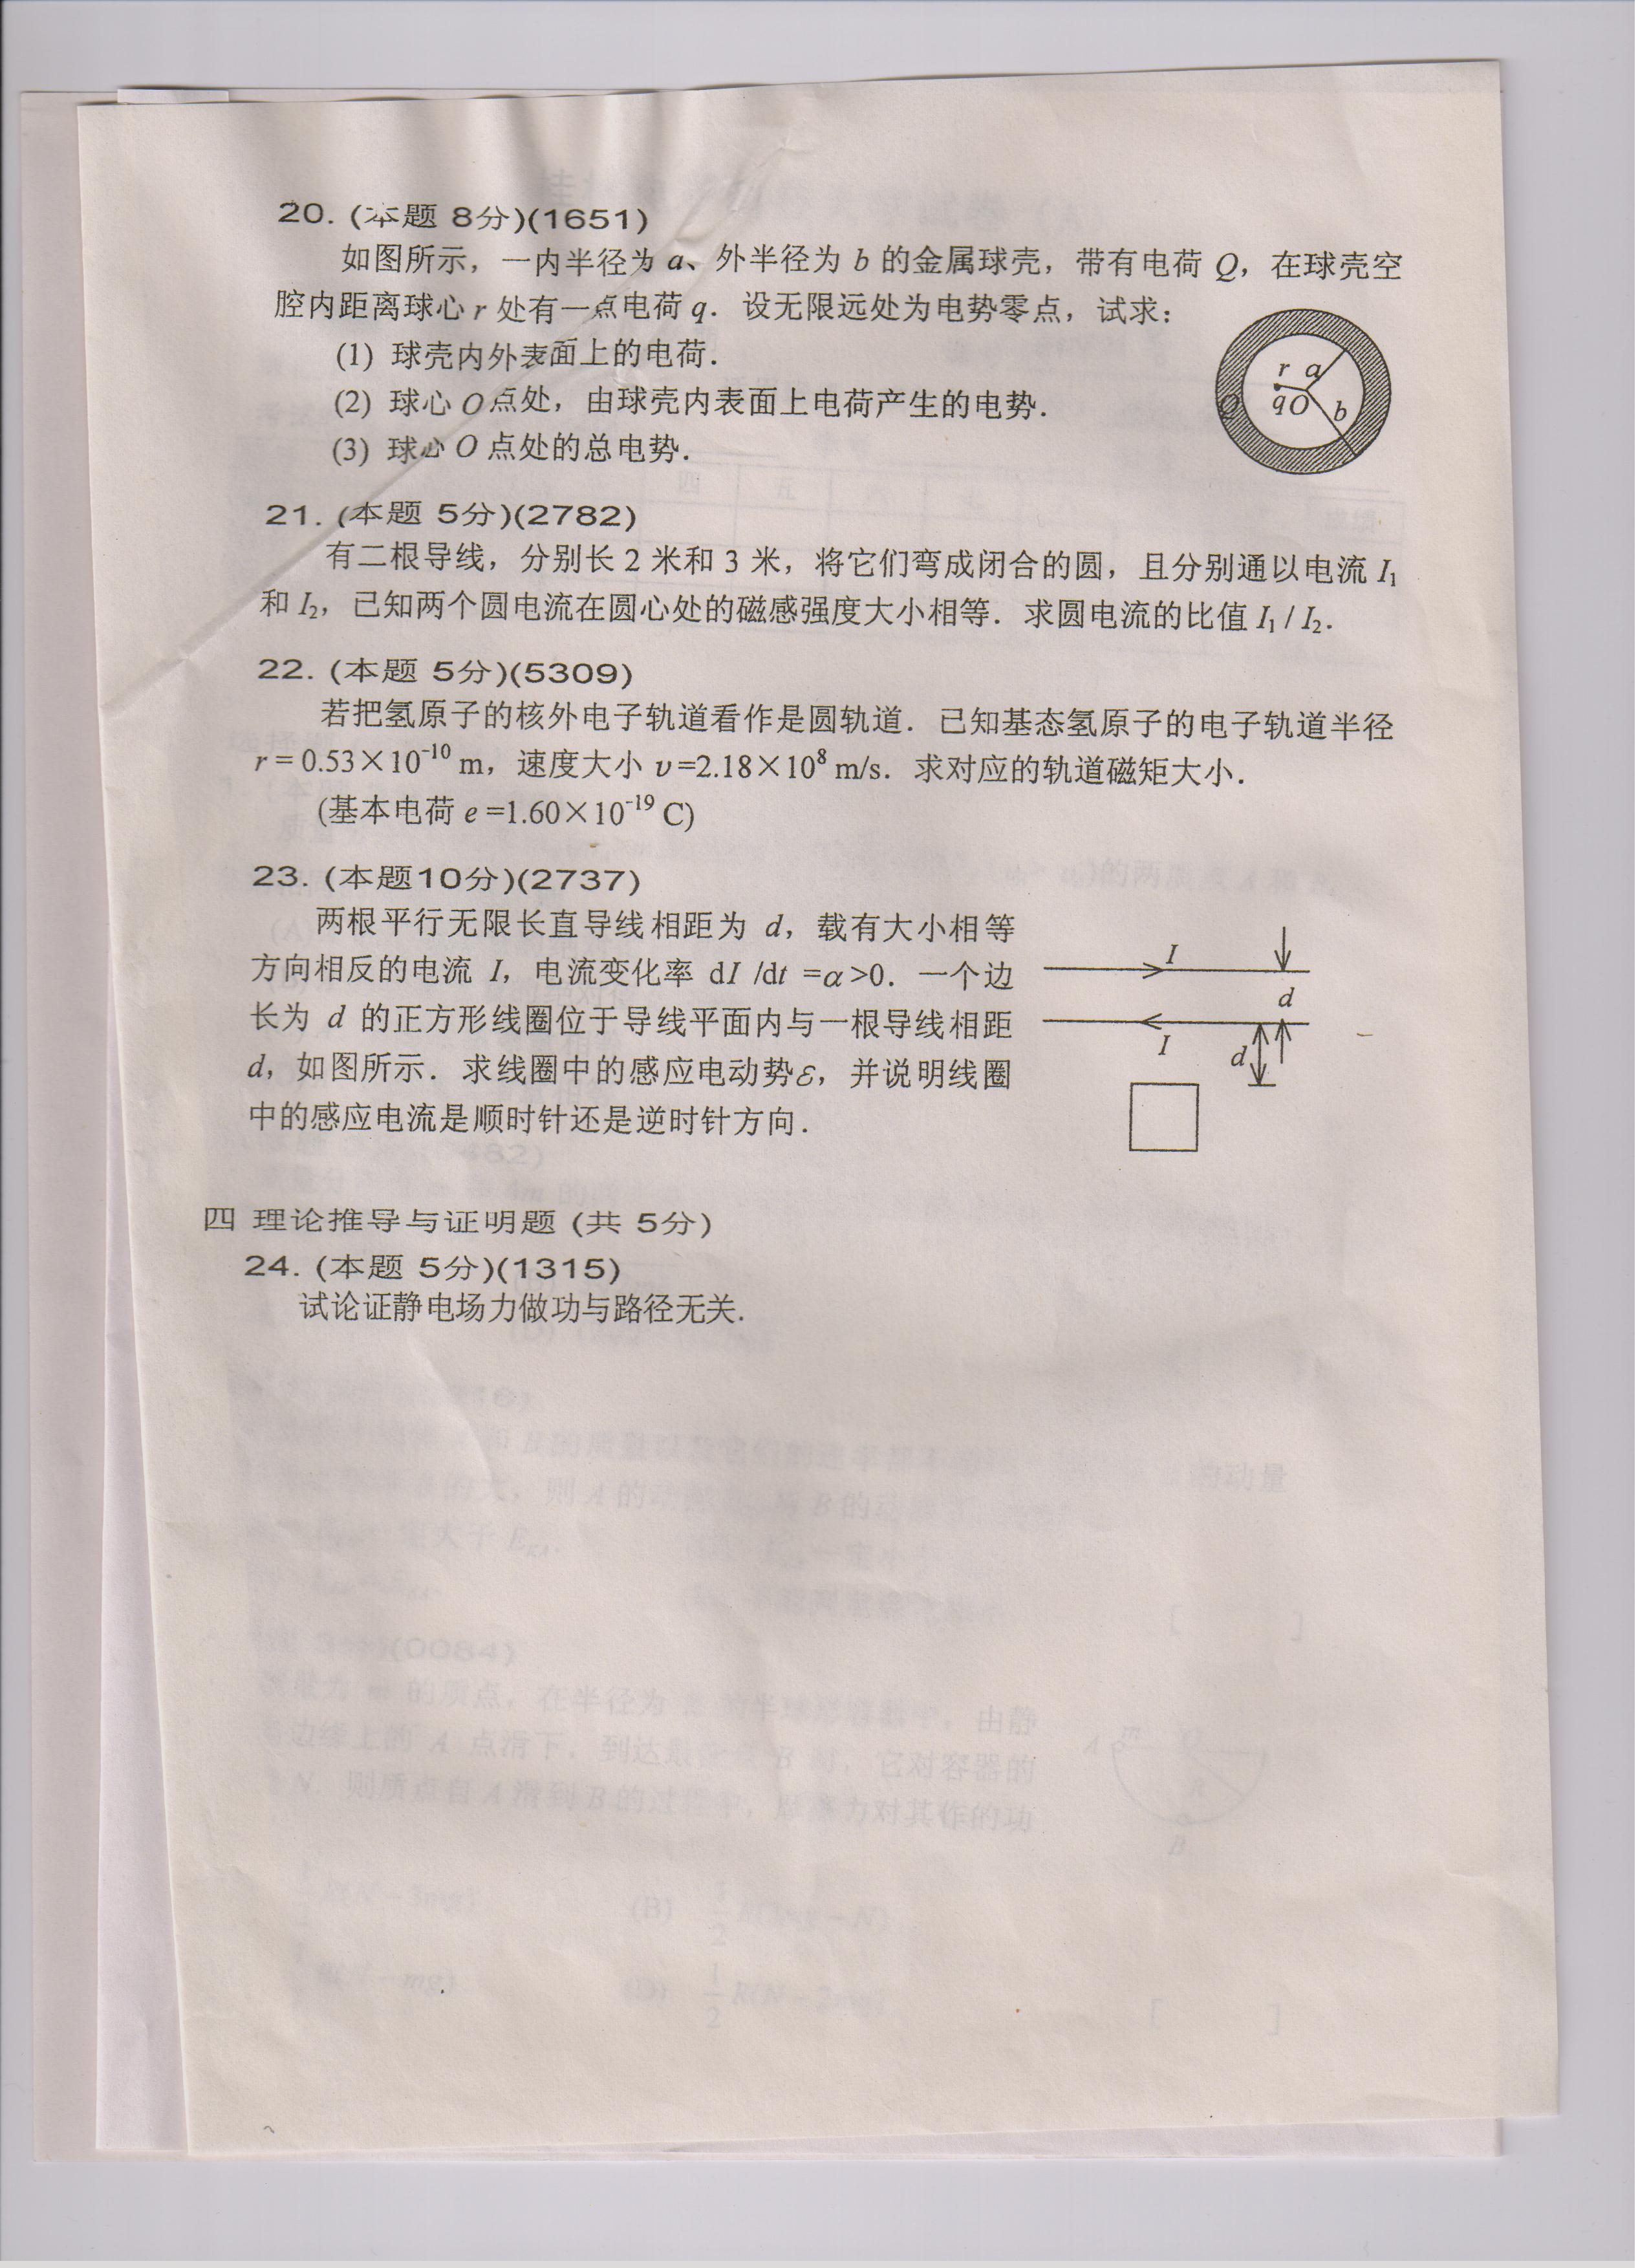 20. (本题 8分)(1651)
如图所示，一内半径为 a、外半径为 b 的金属球壳，带有电荷 Q，在球壳空
腔内距离球心 r 处有一点电荷 q．设无限远处为电势零点，试求：
(1) 球壳内外表面上的电荷．
(2) 球心 O 点处，由球壳内表面上电荷产生的电势．
(3) 球心 O 点处的总电势．
r a
Q qO b
21. (本题 5分)(2782)
有二根导线，分别长 2 米和 3 米，将它们弯成闭合的圆，且分别通以电流 I₁
和 I₂，已知两个圆电流在圆心处的磁感强度大小相等．求圆电流的比值 I₁ / I₂．
22. (本题 5分)(5309)
若把氢原子的核外电子轨道看作是圆轨道．已知基态氢原子的电子轨道半径
r = 0.53×10⁻¹⁰ m，速度大小 υ =2.18×10⁸ m/s．求对应的轨道磁矩大小．
(基本电荷 e =1.60×10⁻¹⁹ C)
23. (本题10分)(2737)
两根平行无限长直导线相距为 d，载有大小相等
方向相反的电流 I，电流变化率 dI /dt =α >0．一个边
长为 d 的正方形线圈位于导线平面内与一根导线相距
d，如图所示．求线圈中的感应电动势ε，并说明线圈
中的感应电流是顺时针还是逆时针方向．
I
d
I
d
四 理论推导与证明题 (共 5分)
24. (本题 5分)(1315)
试论证静电场力做功与路径无关.